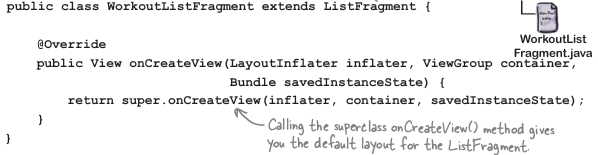 public class WorkoutListFragment extends ListFragment {
@Override
public View onCreateView(LayoutInflater inflater, ViewGroup container,
Bundle savedInstanceState) {
return super.onCreateView(inflater, container, savedInstanceState);
}
}
WorkoutList
Fragment.java
Calling the superclass onCreateView() method gives
you the default layout for the ListFragment.